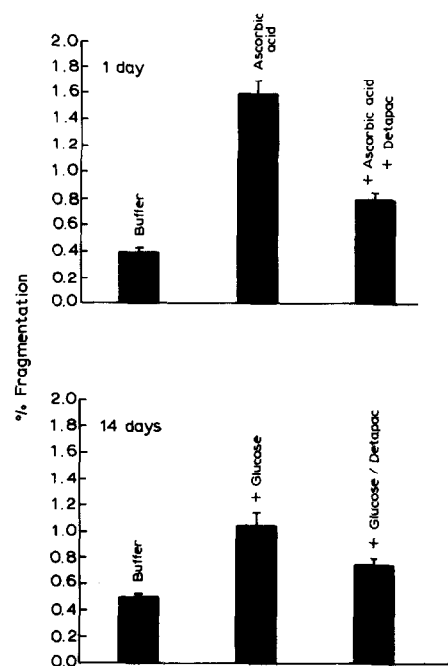 % Fragmentation
1 day
2.0
1.8
1.6
1.4
1.2
1.0
0.8
0.6
0.4
0.2
0.0
Buffer
Ascorbic
acid
+ Ascorbic acid
+ Detapac
14 days
2.0
1.8
1.6
1.4
1.2
1.0
0.8
0.6
0.4
0.2
0.0
Buffer
+ Glucose
+ Glucose / Detapac